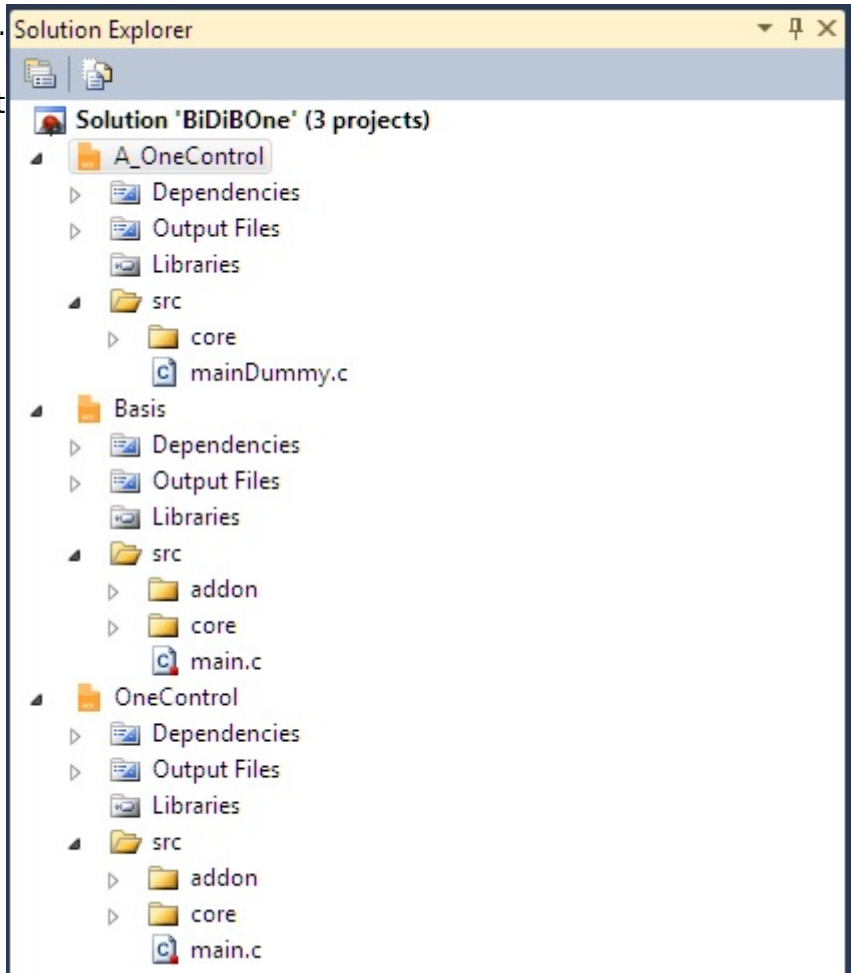 .
Solution Explorer
t
Solution 'BiDiBOne' (3 projects)
A_OneControl
Dependencies
Output Files
Libraries
src
core
mainDummy.c
Basis
Dependencies
Output Files
Libraries
src
addon
core
main.c
OneControl
Dependencies
Output Files
Libraries
src
addon
core
main.c